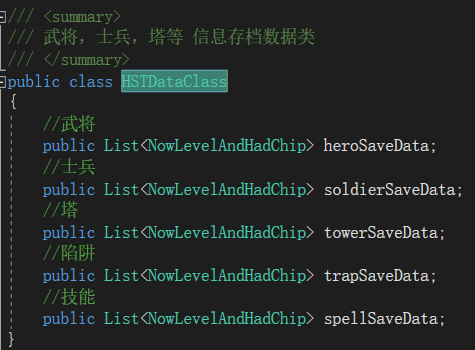 /// <summary>
/// 武将，士兵，塔等 信息存档数据类
/// </summary>
public class HSTDataClass
{
//武将
public List<NowLevelAndHadChip> heroSaveData;
//士兵
public List<NowLevelAndHadChip> soldierSaveData;
//塔
public List<NowLevelAndHadChip> towerSaveData;
//陷阱
public List<NowLevelAndHadChip> trapSaveData;
//技能
public List<NowLevelAndHadChip> spellSaveData;
}